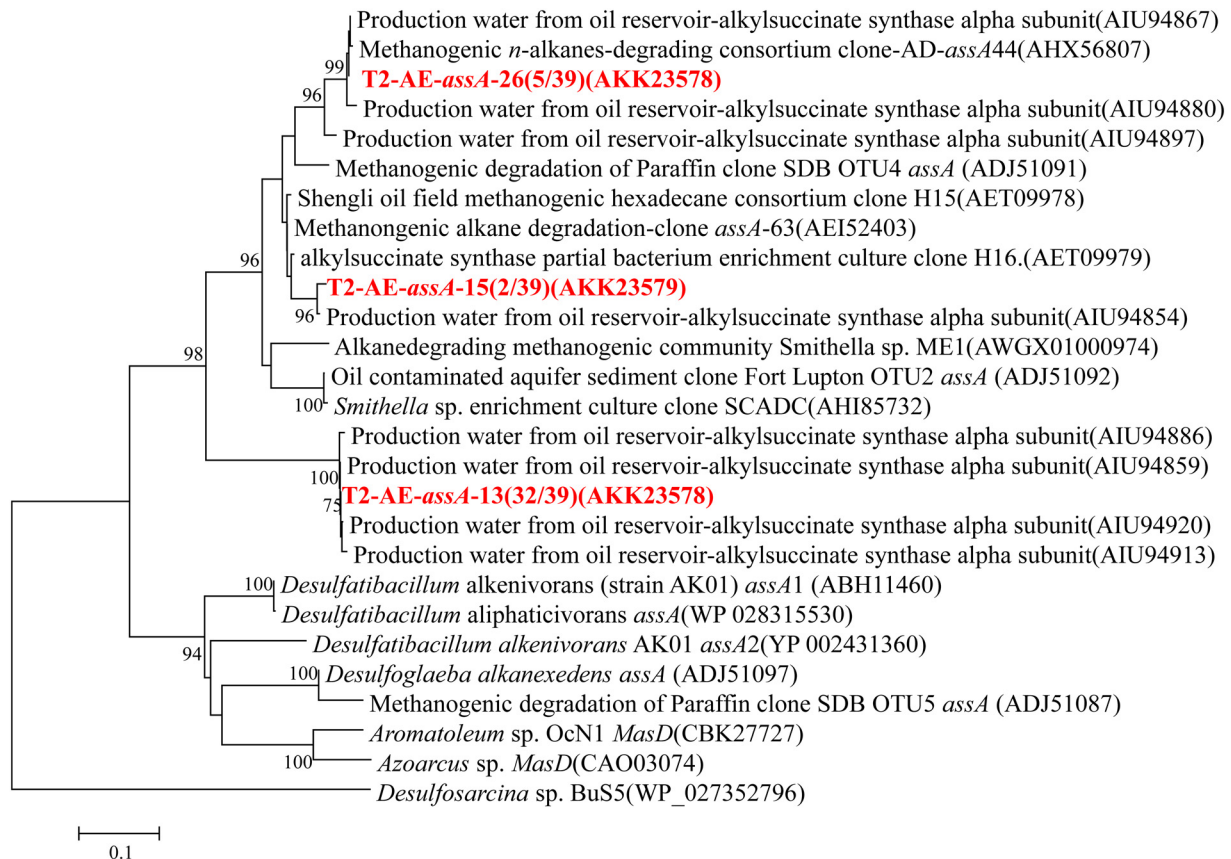 Production water from oil reservoir-alkylsuccinate synthase alpha subunit(AIU94867)
Methanogenic n-alkanes-degrading consortium clone-AD-assA44(AHX56807)
99
T2-AE-assA-26(5/39)(AKK23578)
96
Production water from oil reservoir-alkylsuccinate synthase alpha subunit(AIU94880)
Production water from oil reservoir-alkylsuccinate synthase alpha subunit(AIU94897)
Methanogenic degradation of Paraffin clone SDB OTU4 assA (ADJ51091)
Shengli oil field methanogenic hexadecane consortium clone H15(AET09978)
Methanongenic alkane degradation-clone assA-63(AEI52403)
96
alkylsuccinate synthase partial bacterium enrichment culture clone H16.(AET09979)
T2-AE-assA-15(2/39)(AKK23579)
96
Production water from oil reservoir-alkylsuccinate synthase alpha subunit(AIU94854)
98
Alkanedegrading methanogenic community Smithella sp. ME1(AWGX01000974)
Oil contaminated aquifer sediment clone Fort Lupton OTU2 assA (ADJ51092)
100
Smithella sp. enrichment culture clone SCADC(AHI85732)
Production water from oil reservoir-alkylsuccinate synthase alpha subunit(AIU94886)
Production water from oil reservoir-alkylsuccinate synthase alpha subunit(AIU94859)
100
T2-AE-assA-13(32/39)(AKK23578)
75
Production water from oil reservoir-alkylsuccinate synthase alpha subunit(AIU94920)
Production water from oil reservoir-alkylsuccinate synthase alpha subunit(AIU94913)
100
Desulfatibacillum alkenivorans (strain AK01) assA1 (ABH11460)
Desulfatibacillum aliphaticivorans assA(WP 028315530)
Desulfatibacillum alkenivorans AK01 assA2(YP 002431360)
94
100
Desulfoglaeba alkanexedens assA (ADJ51097)
Methanogenic degradation of Paraffin clone SDB OTU5 assA (ADJ51087)
Aromatoleum sp. OcN1 MasD(CBK27727)
100
Azoarcus sp. MasD(CAO03074)
Desulfosarcina sp. BuS5(WP_027352796)
0.1